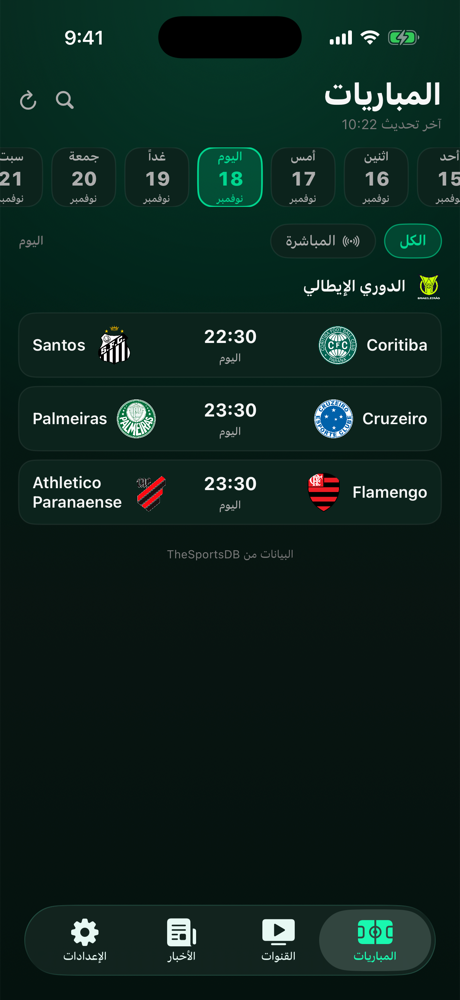 9:41
المباريات
آخر تحديث 10:22
أحد
15
نوفمبر
اثنين
16
نوفمبر
أمس
17
نوفمبر
اليوم
18
نوفمبر
غداً
19
نوفمبر
جمعة
20
نوفمبر
سبت
21
نوفمبر
الكل
المباشرة
اليوم
الدوري الإيطالي
Coritiba
22:30
اليوم
Santos
Cruzeiro
23:30
اليوم
Palmeiras
Flamengo
23:30
اليوم
Athletico
Paranaense
البيانات من TheSportsDB
المباريات
القنوات
الأخبار
الإعدادات